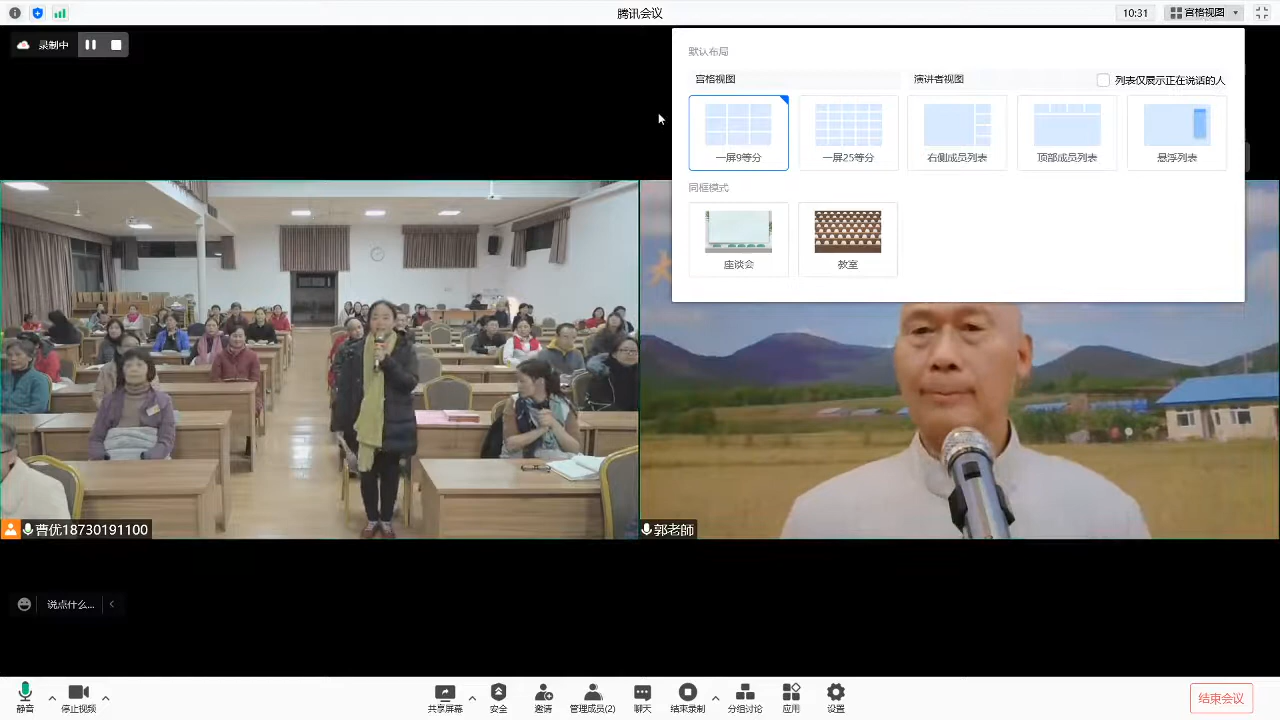 腾讯会议
10:31
宫格视图
录制中
默认布局
宫格视图
演讲者视图
列表仅展示正在说话的人
一屏9等分
一屏25等分
右侧成员列表
顶部成员列表
悬浮列表
同框模式
座谈会
教室
曹优18730191100
郭老師
说点什么...
静音
停止视频
共享屏幕
安全
邀请
管理成员(2)
聊天
结束录制
分组讨论
应用
设置
结束会议